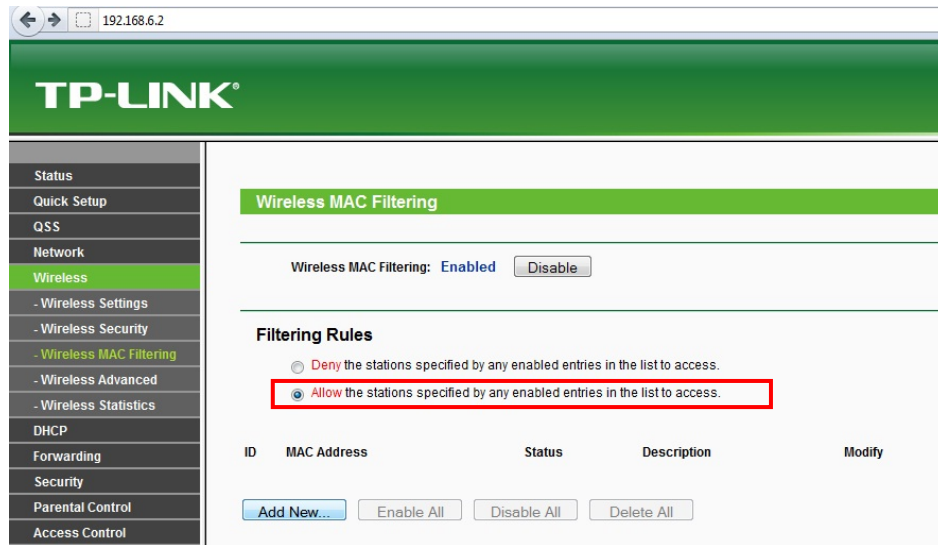 192.168.6.2
TP-LINK®
Status
Quick Setup
QSS
Network
Wireless
- Wireless Settings
- Wireless Security
- Wireless MAC Filtering
- Wireless Advanced
- Wireless Statistics
DHCP
Forwarding
Security
Parental Control
Access Control
Wireless MAC Filtering
Wireless MAC Filtering: Enabled Disable
Filtering Rules
Deny the stations specified by any enabled entries in the list to access.
Allow the stations specified by any enabled entries in the list to access.
ID MAC Address Status Description Modify
Add New... Enable All Disable All Delete All